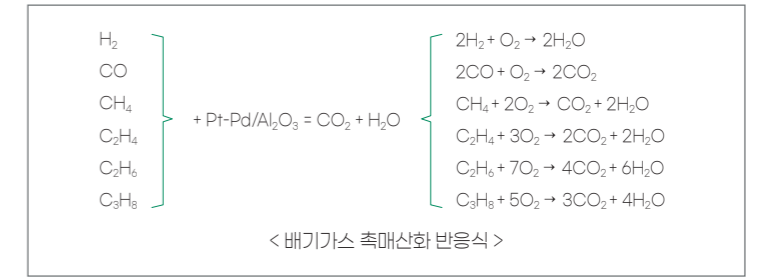 H₂
CO
CH₄
C₂H₄
C₂H₆
C₃H₈
+ Pt-Pd/Al₂O₃ = CO₂ + H₂O
2H₂ + O₂ → 2H₂O
2CO + O₂ → 2CO₂
CH₄ + 2O₂ → CO₂ + 2H₂O
C₂H₄ + 3O₂ → 2CO₂ + 2H₂O
C₂H₆ + 7O₂ → 4CO₂ + 6H₂O
C₃H₈ + 5O₂ → 3CO₂ + 4H₂O
< 배기가스 촉매산화 반응식 >